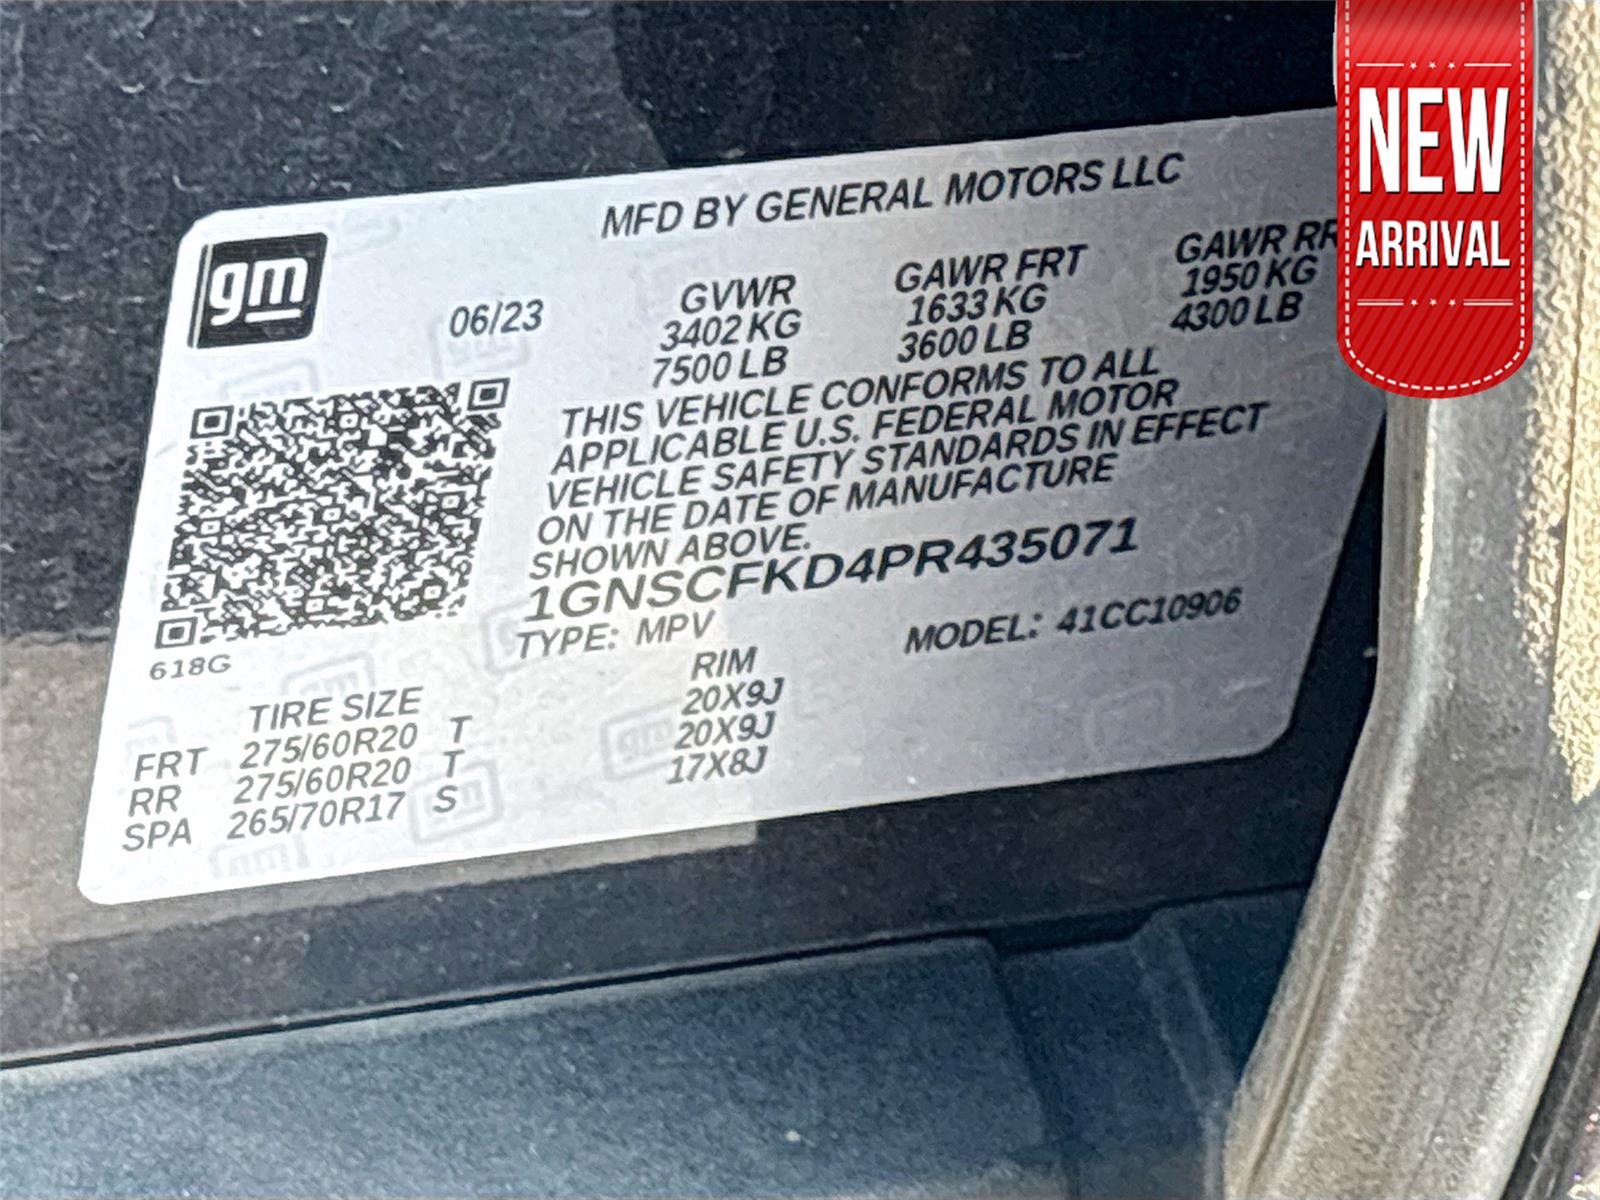 NEW
ARRIVAL
MFD BY GENERAL MOTORS LLC
gm
06/23
GVWR GAWR FRT GAWR RR
3402 KG 1633 KG 1950 KG
7500 LB 3600 LB 4300 LB
THIS VEHICLE CONFORMS TO ALL
APPLICABLE U.S. FEDERAL MOTOR
VEHICLE SAFETY STANDARDS IN EFFECT
ON THE DATE OF MANUFACTURE
SHOWN ABOVE.
1GNSCFKD4PR435071
TYPE: MPV MODEL: 41CC10906
618G
TIRE SIZE RIM
FRT 275/60R20 T 20X9J
RR 275/60R20 T 20X9J
SPA 265/70R17 S 17X8J